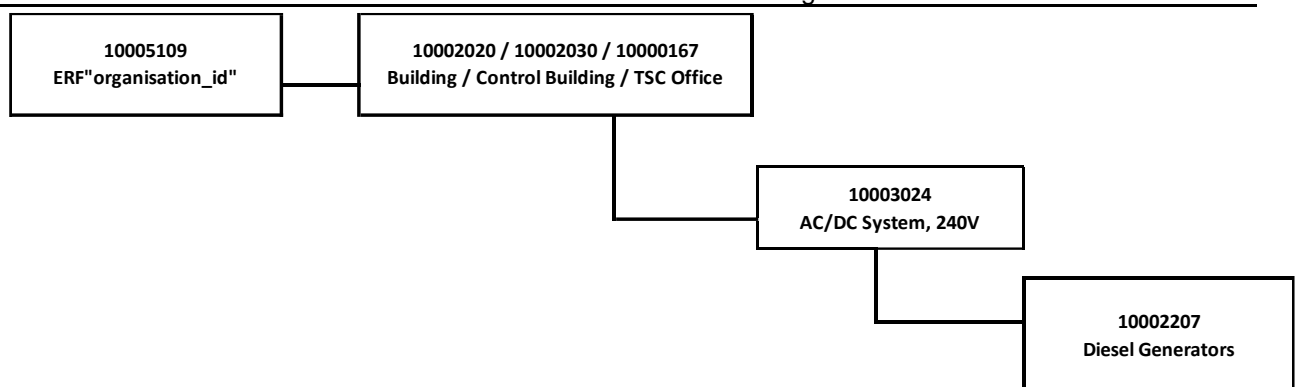 10005109
ERF"organisation_id"
10002020 / 10002030 / 10000167
Building / Control Building / TSC Office
10003024
AC/DC System, 240V
10002207
Diesel Generators